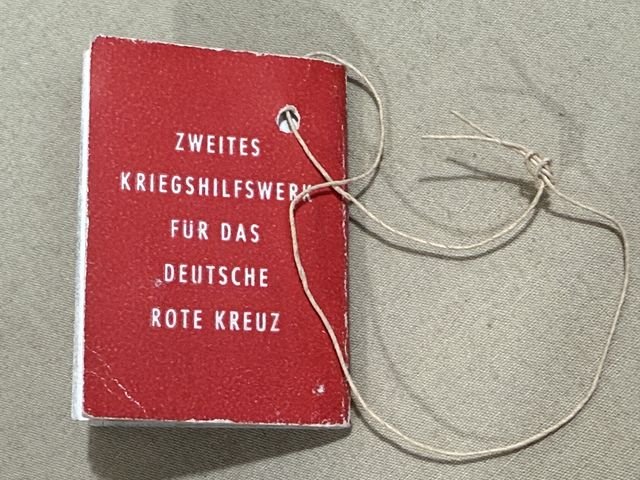 ZWEITES
KRIEGSHILFSWERK
FÜR DAS
DEUTSCHE
ROTE KREUZ